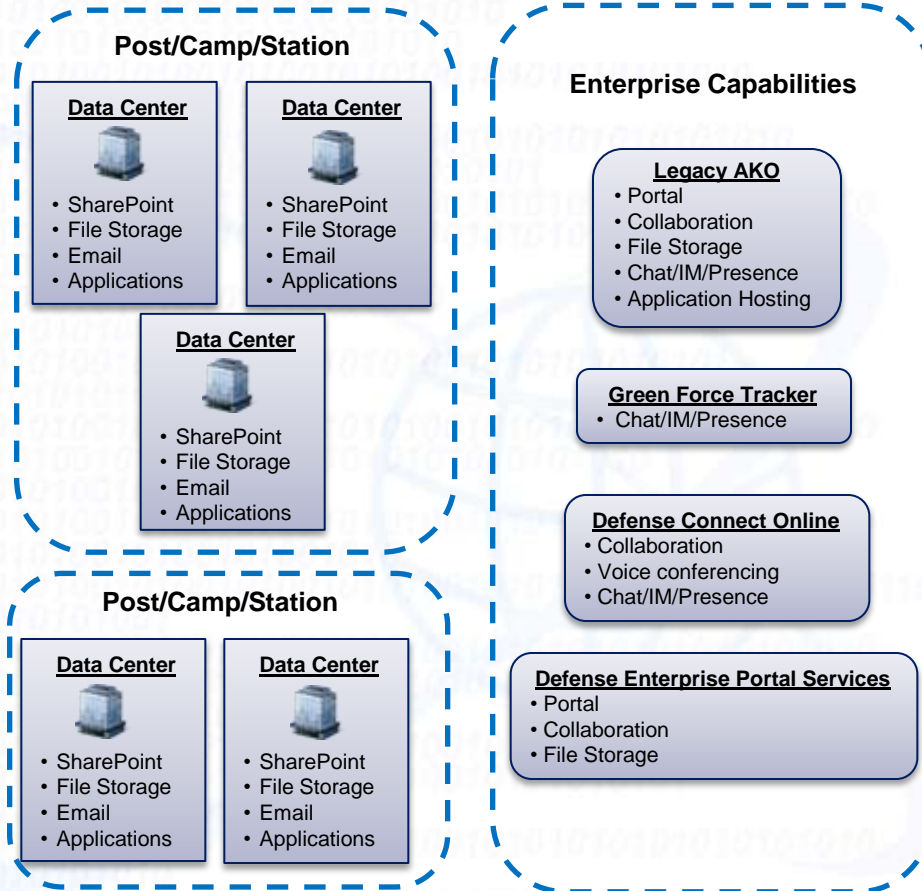 Post/Camp/Station
Data Center
• SharePoint
• File Storage
• Email
• Applications
Data Center
• SharePoint
• File Storage
• Email
• Applications
Data Center
• SharePoint
• File Storage
• Email
• Applications
Post/Camp/Station
Data Center
• SharePoint
• File Storage
• Email
• Applications
Data Center
• SharePoint
• File Storage
• Email
• Applications
Enterprise Capabilities
Legacy AKO
• Portal
• Collaboration
• File Storage
• Chat/IM/Presence
• Application Hosting
Green Force Tracker
• Chat/IM/Presence
Defense Connect Online
• Collaboration
• Voice conferencing
• Chat/IM/Presence
Defense Enterprise Portal Services
• Portal
• Collaboration
• File Storage